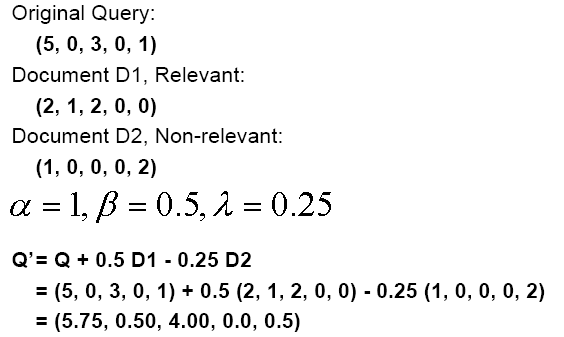 Original Query:
(5, 0, 3, 0, 1)
Document D1, Relevant:
(2, 1, 2, 0, 0)
Document D2, Non-relevant:
(1, 0, 0, 0, 2)
α = 1, β = 0.5, λ = 0.25
Q’= Q + 0.5 D1 - 0.25 D2
= (5, 0, 3, 0, 1) + 0.5 (2, 1, 2, 0, 0) - 0.25 (1, 0, 0, 0, 2)
= (5.75, 0.50, 4.00, 0.0, 0.5)